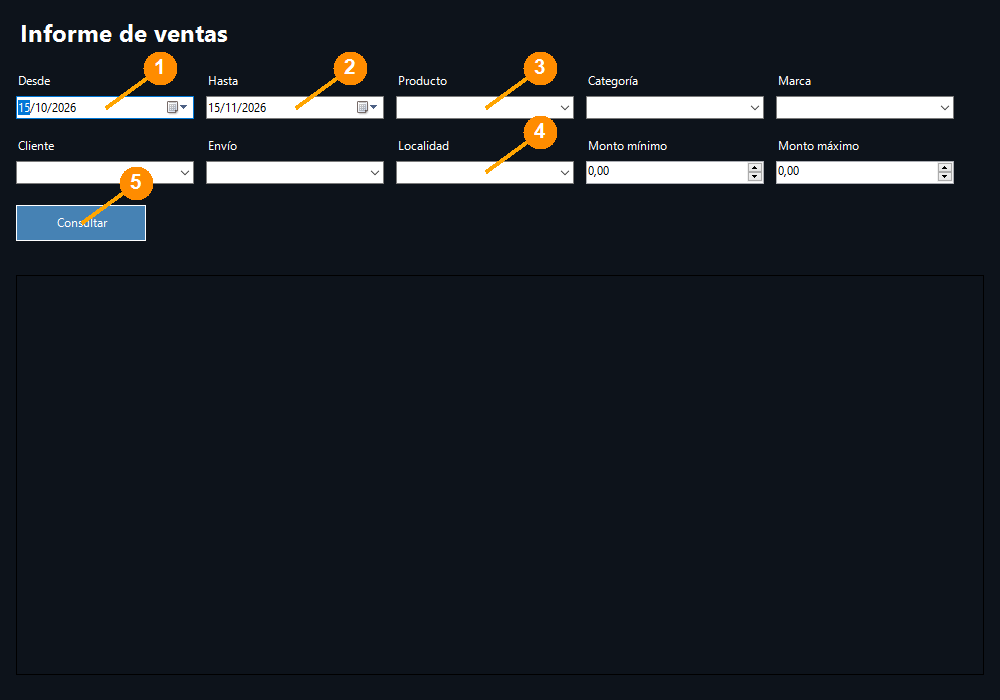 Informe de ventas
1 2 3
Desde Hasta Producto Categoría Marca
15/10/2026 15/11/2026
4
Cliente Envío Localidad Monto mínimo Monto máximo
0,00 0,00
5
Consultar